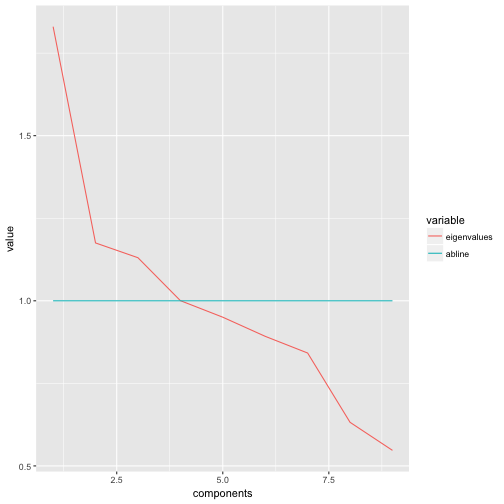 value
1.5
1.0
0.5
2.5
5.0
7.5
components
variable
eigenvalues
abline